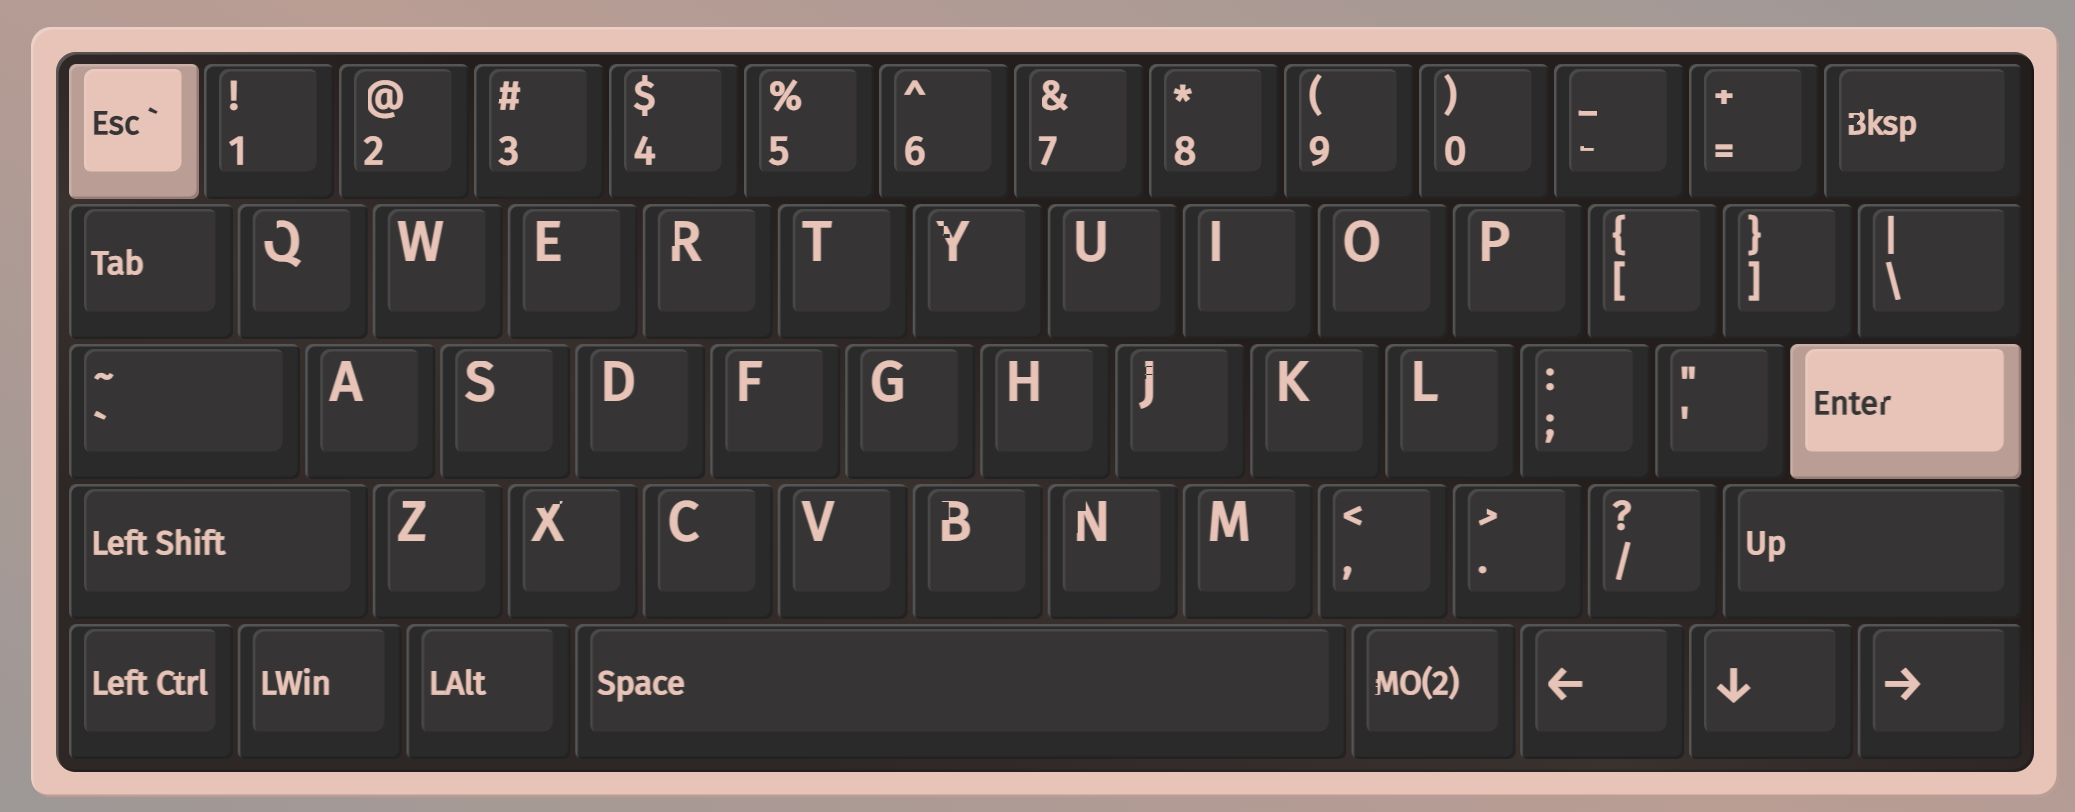 Esc ` ! 1 @ 2 # 3 $ 4 % 5 ^ 6 & 7 * 8 ( 9 ) 0 _ - + = Bksp
Tab Q W E R T Y U I O P { [ } ] | \
~ ` A S D F G H j K L : ; " ' Enter
Left Shift Z X C V B N M < , > . ? / Up
Left Ctrl LWin LAlt Space MO(2) ← ↓ →